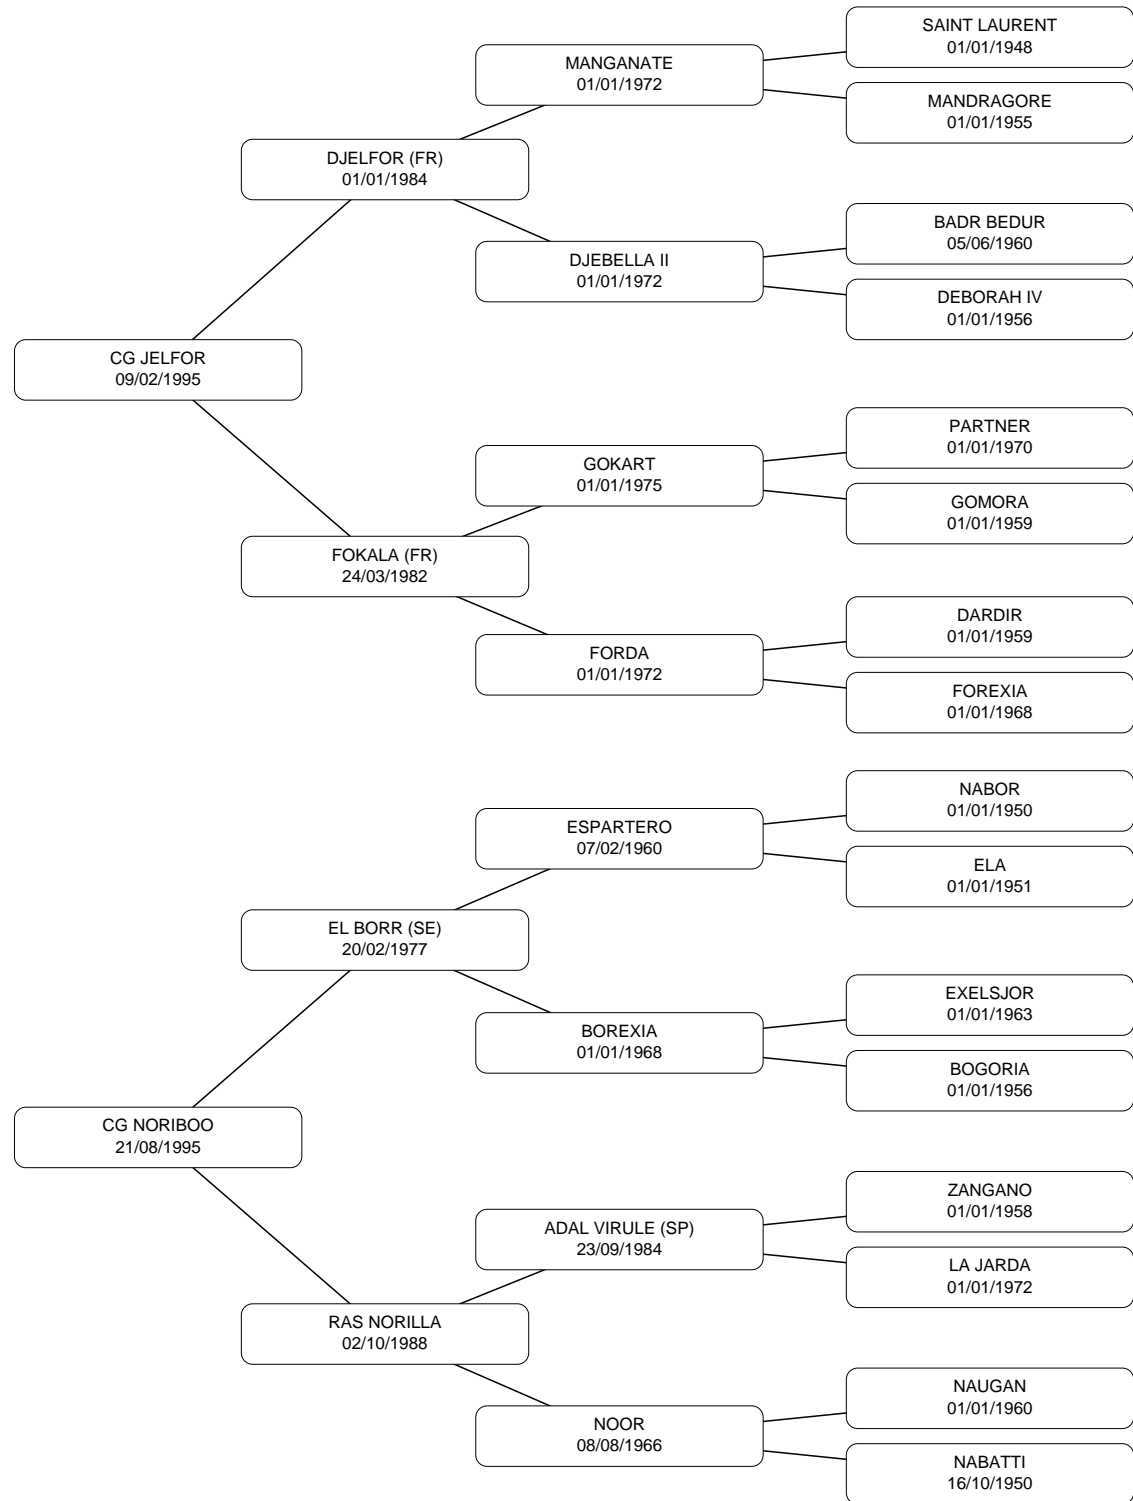 SAINT LAURENT
01/01/1948
MANGANATE
01/01/1972
MANDRAGORE
01/01/1955
DJELFOR (FR)
01/01/1984
BADR BEDUR
05/06/1960
DJEBELLA II
01/01/1972
DEBORAH IV
01/01/1956
CG JELFOR
09/02/1995
PARTNER
01/01/1970
GOKART
01/01/1975
GOMORA
01/01/1959
FOKALA (FR)
24/03/1982
DARDIR
01/01/1959
FORDA
01/01/1972
FOREXIA
01/01/1968
NABOR
01/01/1950
ESPARTERO
07/02/1960
ELA
01/01/1951
EL BORR (SE)
20/02/1977
EXELSJOR
01/01/1963
BOREXIA
01/01/1968
BOGORIA
01/01/1956
CG NORIBOO
21/08/1995
ZANGANO
01/01/1958
ADAL VIRULE (SP)
23/09/1984
LA JARDA
01/01/1972
RAS NORILLA
02/10/1988
NAUGAN
01/01/1960
NOOR
08/08/1966
NABATTI
16/10/1950